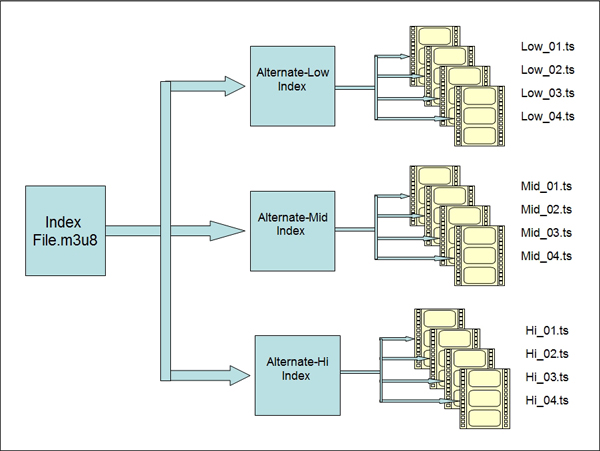 Index
File.m3u8
Alternate-Low
Index
Low_01.ts
Low_02.ts
Low_03.ts
Low_04.ts
Alternate-Mid
Index
Mid_01.ts
Mid_02.ts
Mid_03.ts
Mid_04.ts
Alternate-Hi
Index
Hi_01.ts
Hi_02.ts
Hi_03.ts
Hi_04.ts